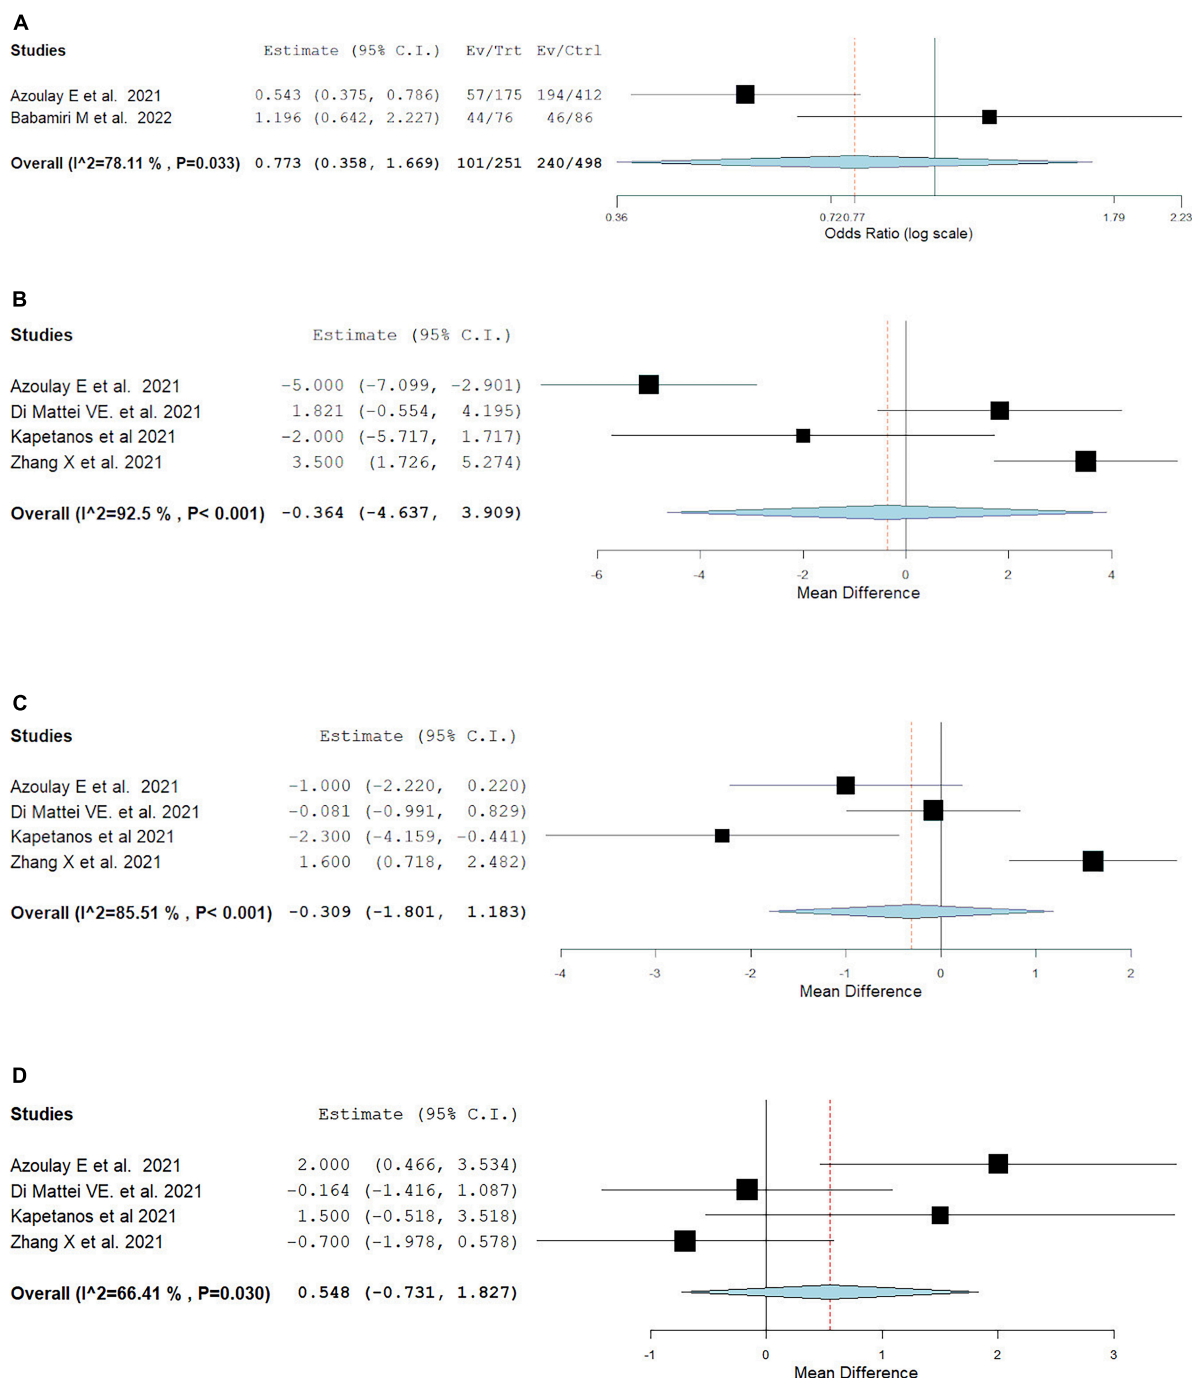 A
Studies Estimate (95% C.I.) Ev/Trt Ev/Ctrl
Azoulay E et al. 2021 0.543 (0.375, 0.786) 57/175 194/412
Babamiri M et al. 2022 1.196 (0.642, 2.227) 44/76 46/86
Overall (I^2=78.11 % , P=0.033) 0.773 (0.358, 1.669) 101/251 240/498
0.36 0.72 0.77 1.79 2.23
Odds Ratio (log scale)
B
Studies Estimate (95% C.I.)
Azoulay E et al. 2021 -5.000 (-7.099, -2.901)
Di Mattei VE. et al. 2021 1.821 (-0.554, 4.195)
Kapetanos et al 2021 -2.000 (-5.717, 1.717)
Zhang X et al. 2021 3.500 (1.726, 5.274)
Overall (I^2=92.5 % , P< 0.001) -0.364 (-4.637, 3.909)
-6 -4 -2 0 2 4
Mean Difference
C
Studies Estimate (95% C.I.)
Azoulay E et al. 2021 -1.000 (-2.220, 0.220)
Di Mattei VE. et al. 2021 -0.081 (-0.991, 0.829)
Kapetanos et al 2021 -2.300 (-4.159, -0.441)
Zhang X et al. 2021 1.600 (0.718, 2.482)
Overall (I^2=85.51 % , P< 0.001) -0.309 (-1.801, 1.183)
-4 -3 -2 -1 0 1 2
Mean Difference
D
Studies Estimate (95% C.I.)
Azoulay E et al. 2021 2.000 (0.466, 3.534)
Di Mattei VE. et al. 2021 -0.164 (-1.416, 1.087)
Kapetanos et al 2021 1.500 (-0.518, 3.518)
Zhang X et al. 2021 -0.700 (-1.978, 0.578)
Overall (I^2=66.41 % , P=0.030) 0.548 (-0.731, 1.827)
-1 0 1 2 3
Mean Difference